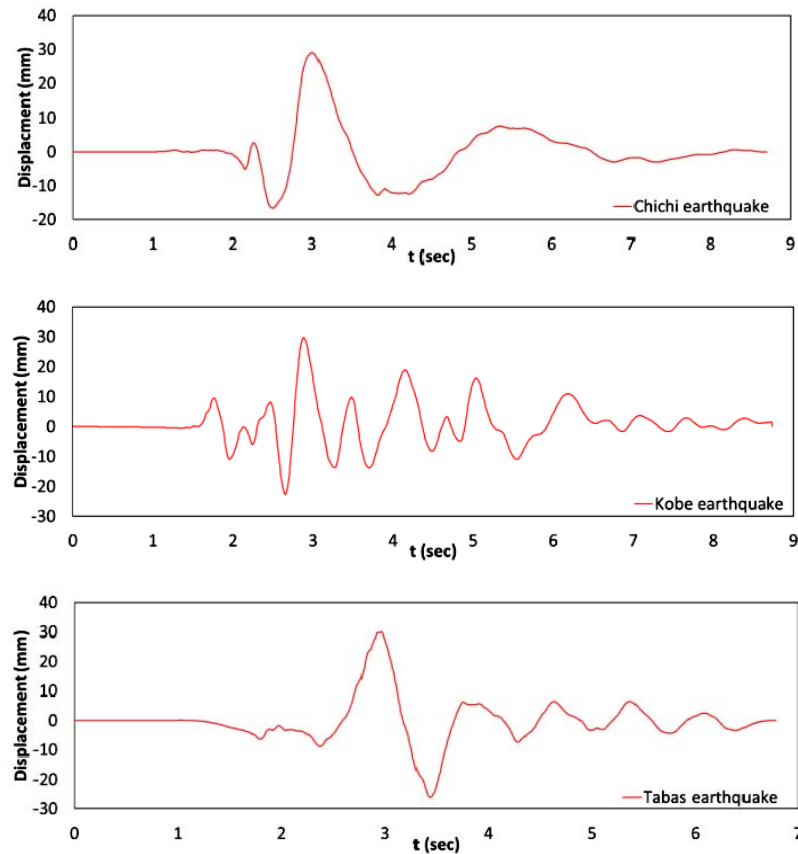 Displacment (mm)
40
30
20
10
0
-10
-20
Chichi earthquake
0 1 2 3 4 5 6 7 8 9
t (sec)
Displacement (mm)
40
30
20
10
0
-10
-20
-30
Kobe earthquake
0 1 2 3 4 5 6 7 8 9
t (sec)
Displacement (mm)
40
30
20
10
0
-10
-20
-30
Tabas earthquake
0 1 2 3 4 5 6 7
t (sec)